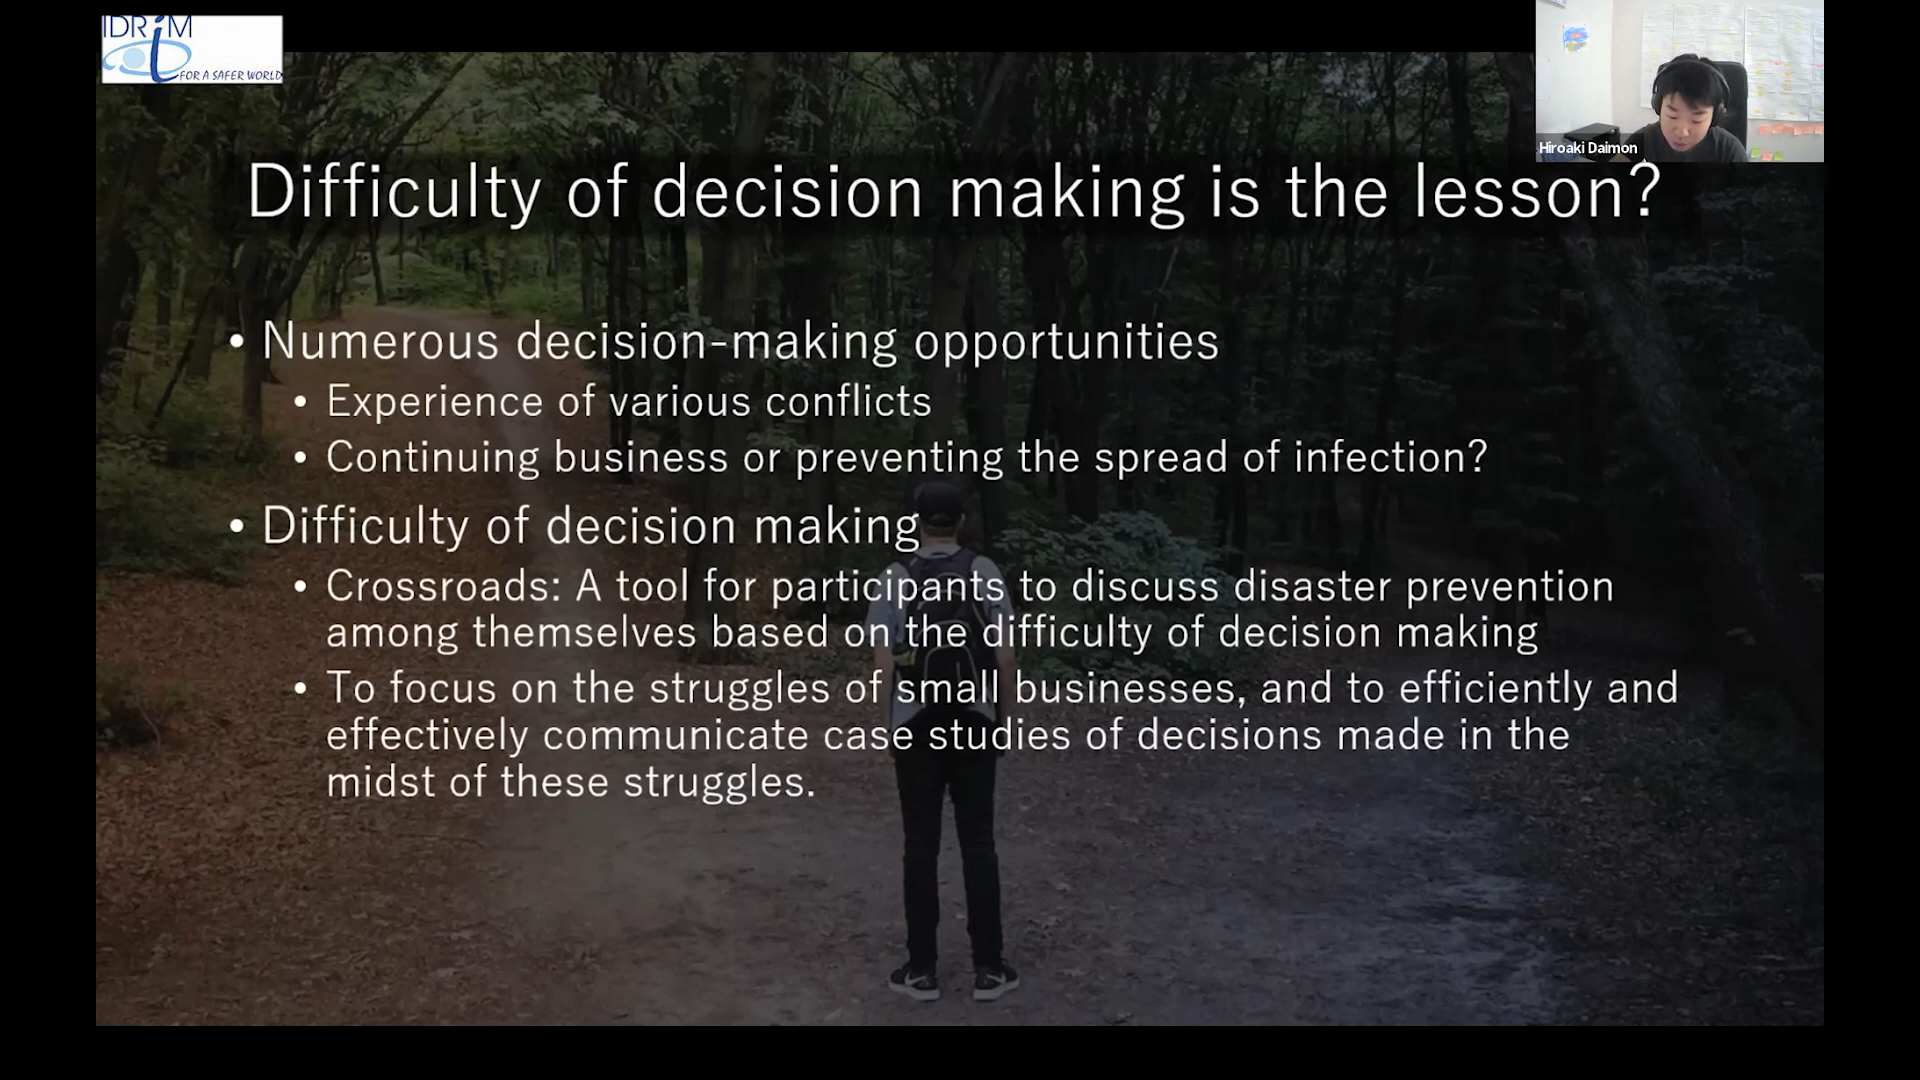 IDRiM
FOR A SAFER WORLD
Hiroaki Daimon
Difficulty of decision making is the lesson?
• Numerous decision-making opportunities
• Experience of various conflicts
• Continuing business or preventing the spread of infection?
• Difficulty of decision making
• Crossroads: A tool for participants to discuss disaster prevention
among themselves based on the difficulty of decision making
• To focus on the struggles of small businesses, and to efficiently and
effectively communicate case studies of decisions made in the
midst of these struggles.